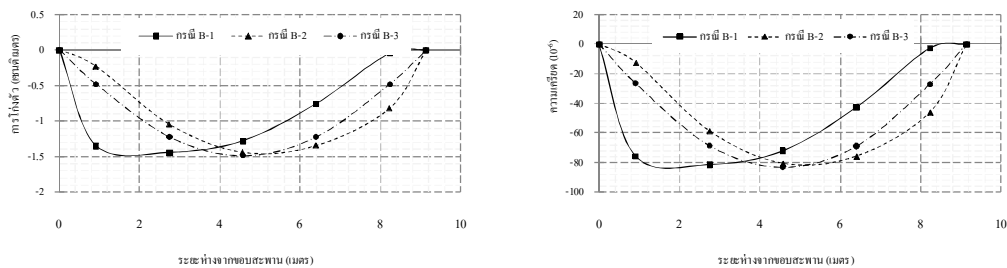 การโก่งตัว (เซนติเมตร)
0.5
0
-0.5
-1
-1.5
-2
กรณี B-1
กรณี B-2
กรณี B-3
0
2
4
6
8
10
ระยะห่างจากขอบสะพาน (เมตร)
ความเครียด (10⁻⁶)
20
0
-20
-40
-60
-80
-100
กรณี B-1
กรณี B-2
กรณี B-3
0
2
4
6
8
10
ระยะห่างจากขอบสะพาน (เมตร)